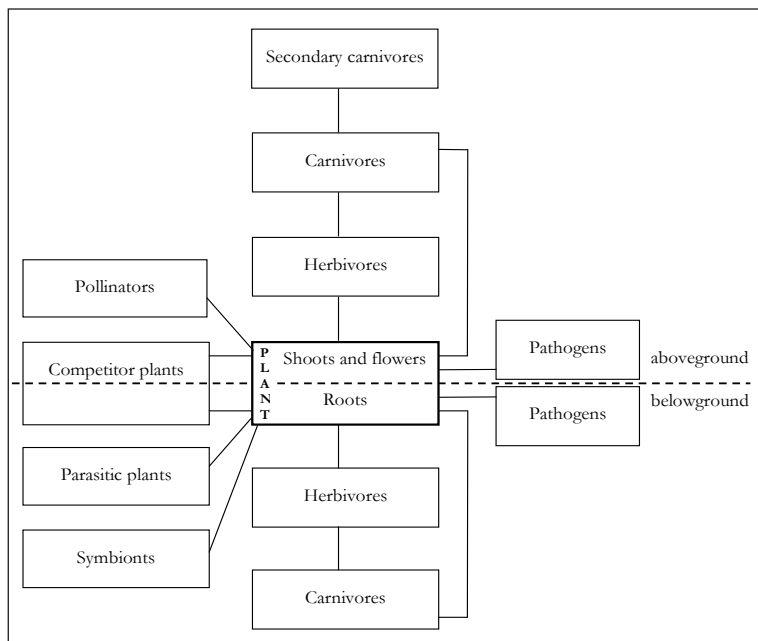 Secondary carnivores
Carnivores
Herbivores
Pollinators
Competitor plants
PLANT
Shoots and flowers
Roots
Pathogens
aboveground
belowground
Pathogens
Parasitic plants
Herbivores
Symbionts
Carnivores